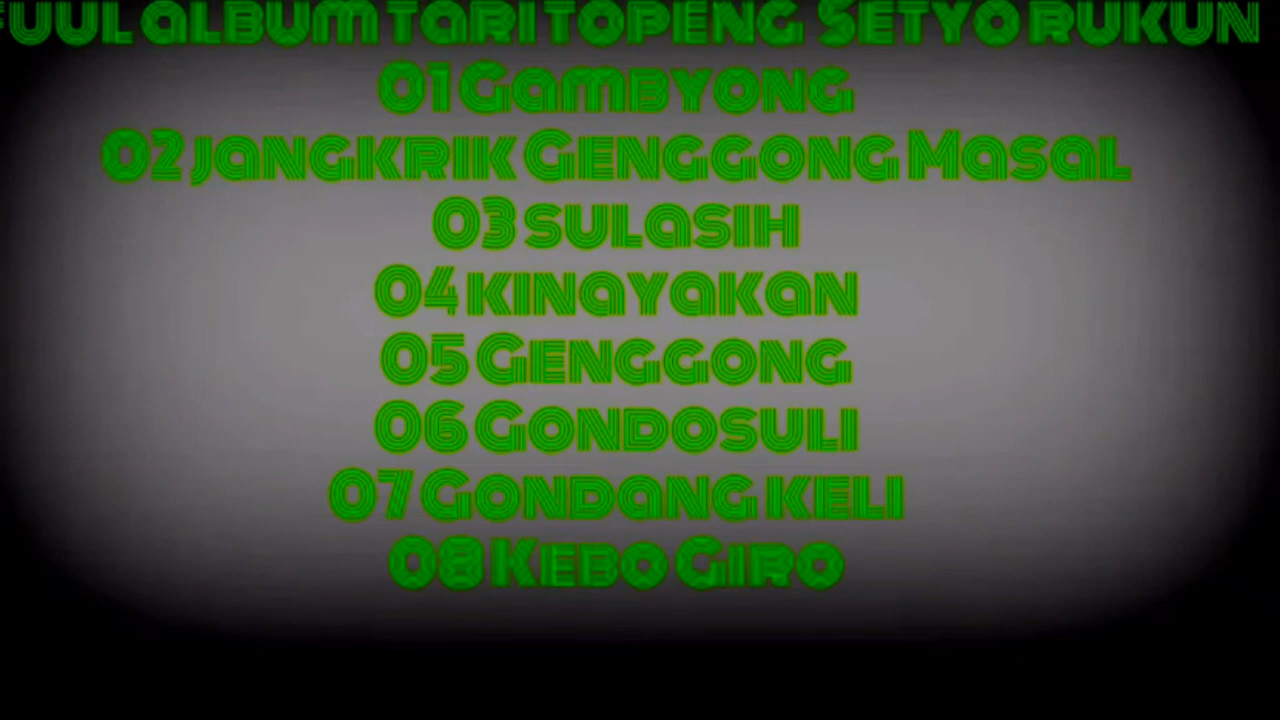 FUUL alBUM TaRI TOPENG SETYO RUKUN
01 GamBYONG
02 JaNGKRIK GENGGONG MasaL
03 SULaSIH
04 KINaYaKaN
05 GENGGONG
06 GONDOSULI
07 GONDaNG KELI
08 KEBO GIRO